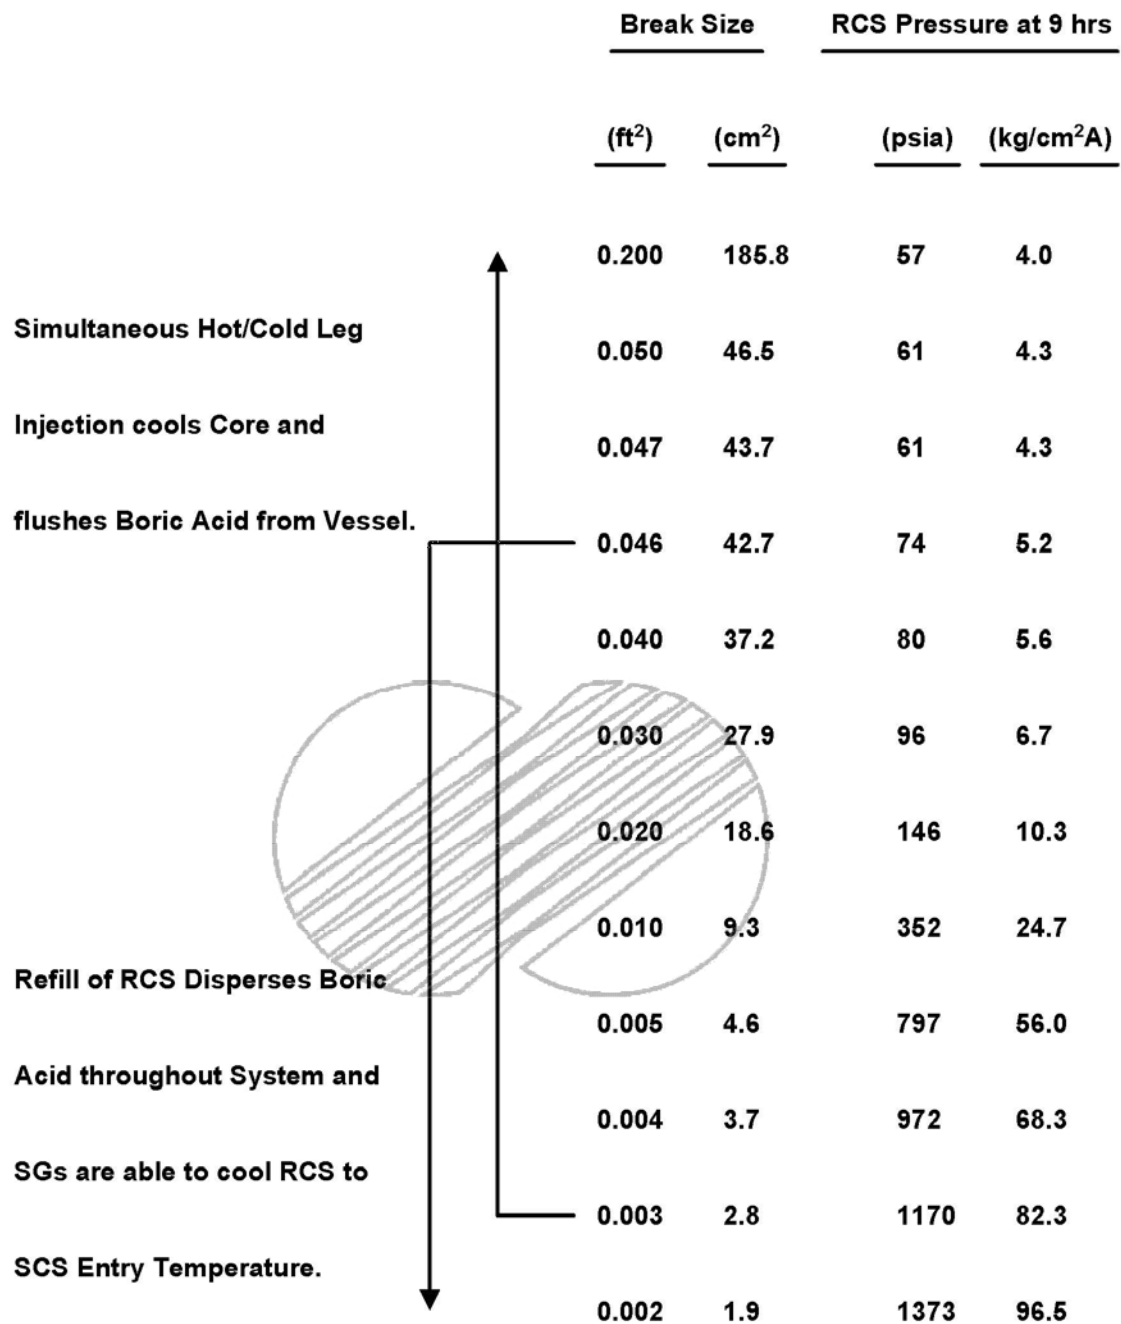 Break Size RCS Pressure at 9 hrs
(ft²) (cm²) (psia) (kg/cm²A)
0.200 185.8 57 4.0
Simultaneous Hot/Cold Leg
0.050 46.5 61 4.3
Injection cools Core and
0.047 43.7 61 4.3
flushes Boric Acid from Vessel.
0.046 42.7 74 5.2
0.040 37.2 80 5.6
0.030 27.9 96 6.7
0.020 18.6 146 10.3
0.010 9.3 352 24.7
Refill of RCS Disperses Boric
0.005 4.6 797 56.0
Acid throughout System and
0.004 3.7 972 68.3
SGs are able to cool RCS to
0.003 2.8 1170 82.3
SCS Entry Temperature.
0.002 1.9 1373 96.5